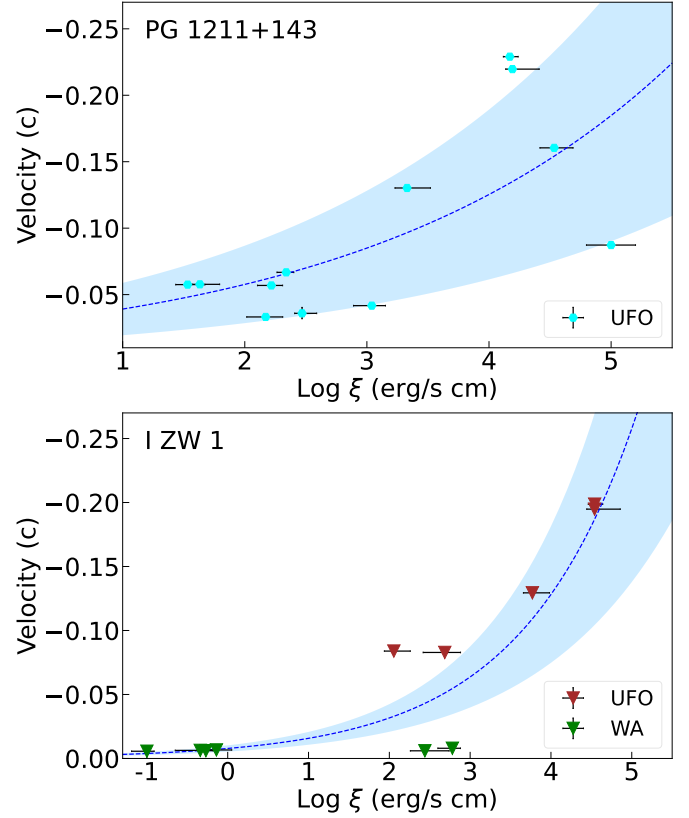 PG 1211+143
−0.25
−0.20
−0.15
−0.10
−0.05
Velocity (c)
UFO
1 2 3 4 5
Log ξ (erg/s cm)
I ZW 1
−0.25
−0.20
−0.15
−0.10
−0.05
0.00
Velocity (c)
UFO
WA
-1 0 1 2 3 4 5
Log ξ (erg/s cm)